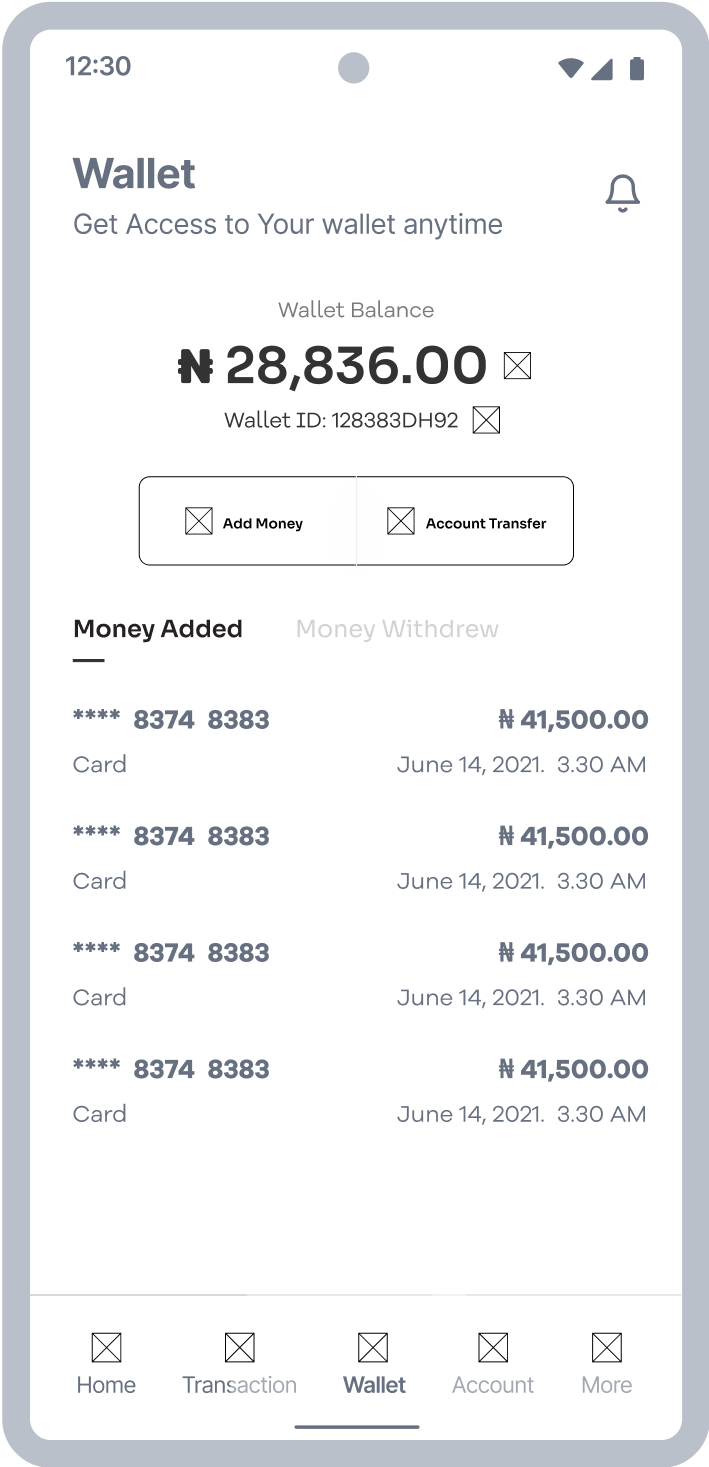 12:30
Wallet
Get Access to Your wallet anytime
Wallet Balance
₦ 28,836.00
Wallet ID: 128383DH92
Add Money Account Transfer
Money Added Money Withdrew
**** 8374 8383 ₦ 41,500.00
Card June 14, 2021. 3.30 AM
**** 8374 8383 ₦ 41,500.00
Card June 14, 2021. 3.30 AM
**** 8374 8383 ₦ 41,500.00
Card June 14, 2021. 3.30 AM
**** 8374 8383 ₦ 41,500.00
Card June 14, 2021. 3.30 AM
Home Transaction Wallet Account More